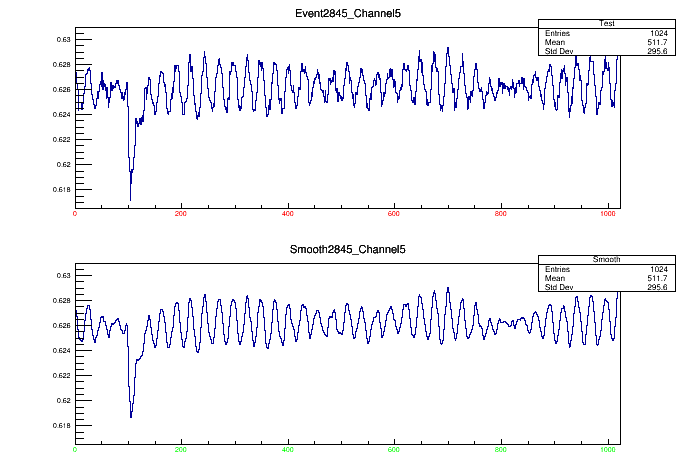 Event2845_Channel5
Test
Entries 1024
Mean 511.7
Std Dev 295.6
0.63
0.628
0.626
0.624
0.622
0.62
0.618
0 200 400 600 800 1000
Smooth2845_Channel5
Smooth
Entries 1024
Mean 511.7
Std Dev 295.6
0.63
0.628
0.626
0.624
0.622
0.62
0.618
0 200 400 600 800 1000